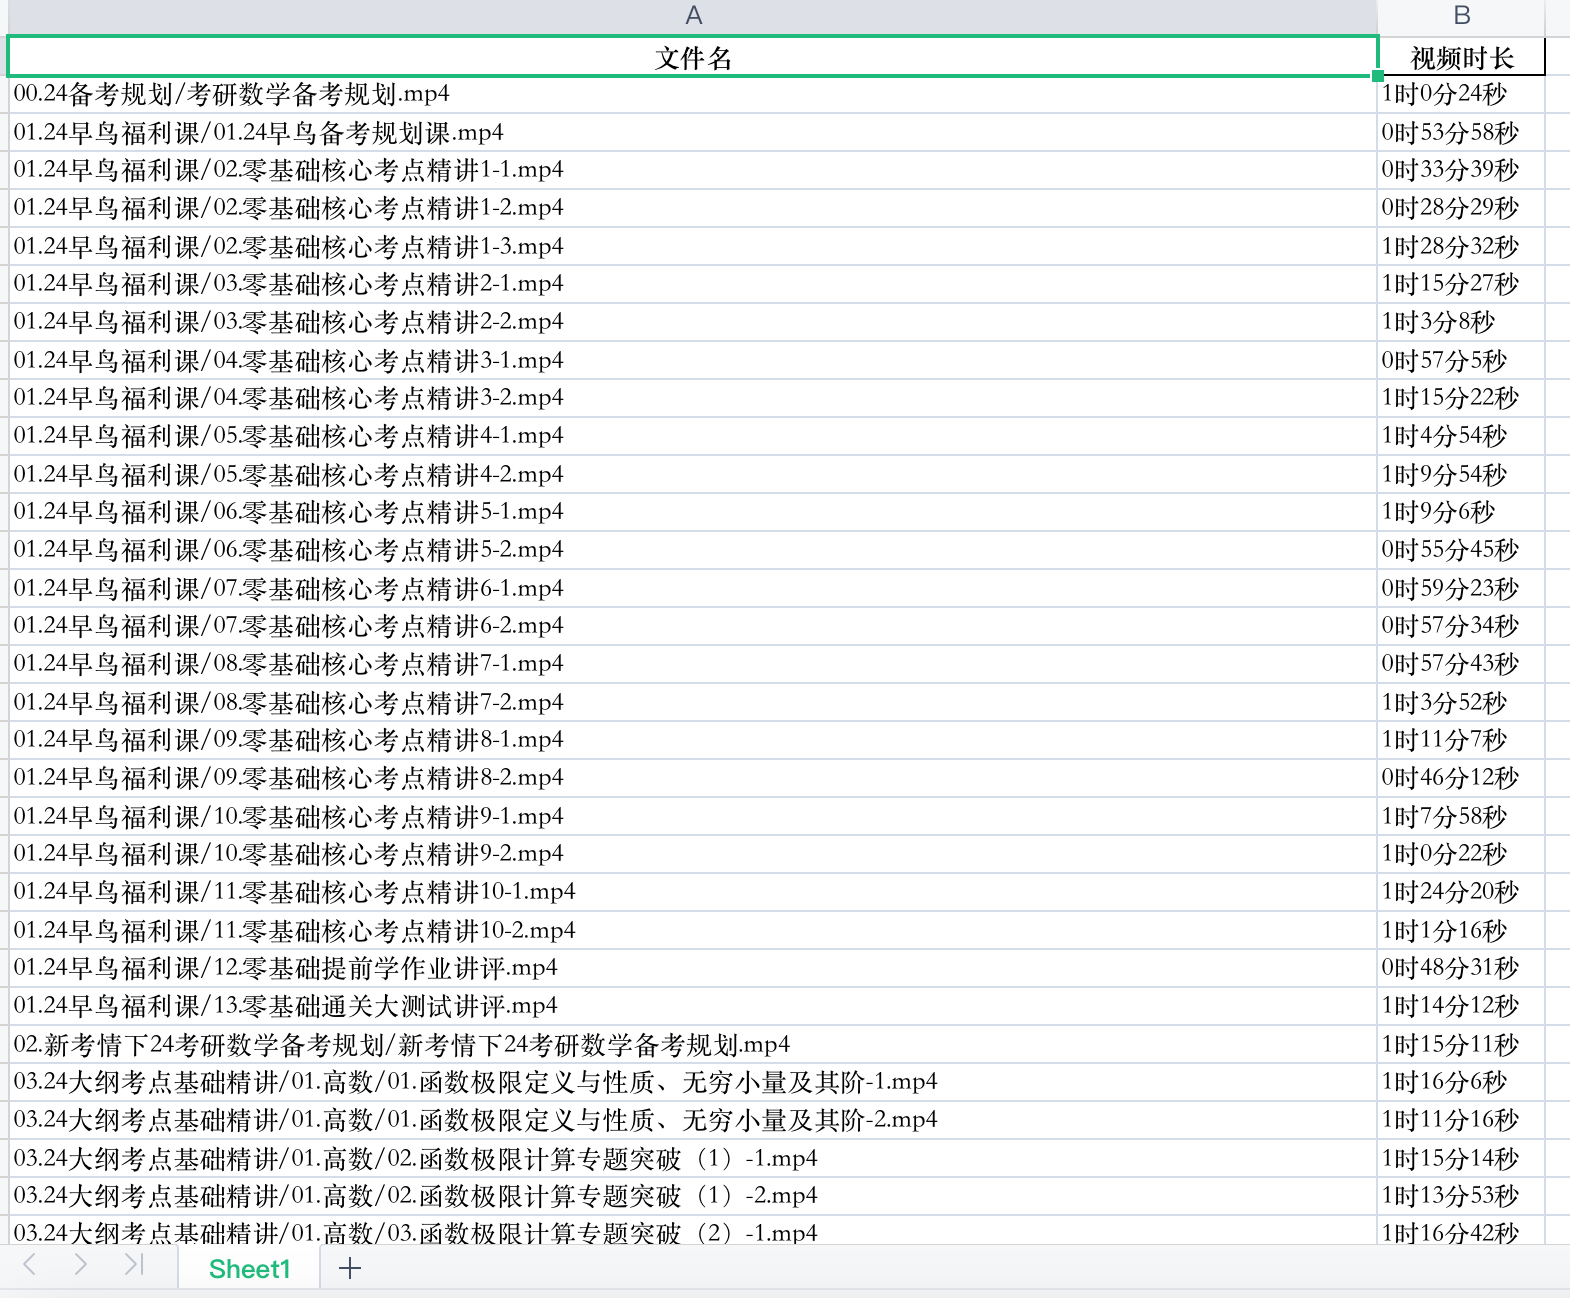 A B
文件名 视频时长
00.24备考规划/考研数学备考规划.mp4 1时0分24秒
01.24早鸟福利课/01.24早鸟备考规划课.mp4 0时53分58秒
01.24早鸟福利课/02.零基础核心考点精讲1-1.mp4 0时33分39秒
01.24早鸟福利课/02.零基础核心考点精讲1-2.mp4 0时28分29秒
01.24早鸟福利课/02.零基础核心考点精讲1-3.mp4 1时28分32秒
01.24早鸟福利课/03.零基础核心考点精讲2-1.mp4 1时15分27秒
01.24早鸟福利课/03.零基础核心考点精讲2-2.mp4 1时3分8秒
01.24早鸟福利课/04.零基础核心考点精讲3-1.mp4 0时57分5秒
01.24早鸟福利课/04.零基础核心考点精讲3-2.mp4 1时15分22秒
01.24早鸟福利课/05.零基础核心考点精讲4-1.mp4 1时4分54秒
01.24早鸟福利课/05.零基础核心考点精讲4-2.mp4 1时9分54秒
01.24早鸟福利课/06.零基础核心考点精讲5-1.mp4 1时9分6秒
01.24早鸟福利课/06.零基础核心考点精讲5-2.mp4 0时55分45秒
01.24早鸟福利课/07.零基础核心考点精讲6-1.mp4 0时59分23秒
01.24早鸟福利课/07.零基础核心考点精讲6-2.mp4 0时57分34秒
01.24早鸟福利课/08.零基础核心考点精讲7-1.mp4 0时57分43秒
01.24早鸟福利课/08.零基础核心考点精讲7-2.mp4 1时3分52秒
01.24早鸟福利课/09.零基础核心考点精讲8-1.mp4 1时11分7秒
01.24早鸟福利课/09.零基础核心考点精讲8-2.mp4 0时46分12秒
01.24早鸟福利课/10.零基础核心考点精讲9-1.mp4 1时7分58秒
01.24早鸟福利课/10.零基础核心考点精讲9-2.mp4 1时0分22秒
01.24早鸟福利课/11.零基础核心考点精讲10-1.mp4 1时24分20秒
01.24早鸟福利课/11.零基础核心考点精讲10-2.mp4 1时1分16秒
01.24早鸟福利课/12.零基础提前学作业讲评.mp4 0时48分31秒
01.24早鸟福利课/13.零基础通关大测试讲评.mp4 1时14分12秒
02.新考情下24考研数学备考规划/新考情下24考研数学备考规划.mp4 1时15分11秒
03.24大纲考点基础精讲/01.高数/01.函数极限定义与性质、无穷小量及其阶-1.mp4 1时16分6秒
03.24大纲考点基础精讲/01.高数/01.函数极限定义与性质、无穷小量及其阶-2.mp4 1时11分16秒
03.24大纲考点基础精讲/01.高数/02.函数极限计算专题突破（1）-1.mp4 1时15分14秒
03.24大纲考点基础精讲/01.高数/02.函数极限计算专题突破（1）-2.mp4 1时13分53秒
03.24大纲考点基础精讲/01.高数/03.函数极限计算专题突破（2）-1.mp4 1时16分42秒
Sheet1